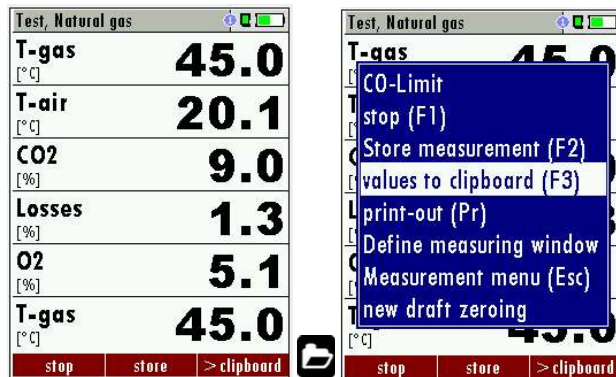 Test, Natural gas
T-gas
[°C]
45.0
T-air
[°C]
20.1
CO2
[%]
9.0
Losses
[%]
1.3
O2
[%]
5.1
T-gas
[°C]
45.0
stop store >clipboard
Test, Natural gas
T-gas
CO-Limit
stop (F1)
Store measurement (F2)
values to clipboard (F3)
print-out (Pr)
Define measuring window
Measurement menu (Esc)
new draft zeroing
[°C]
45.0
stop store >clipboard